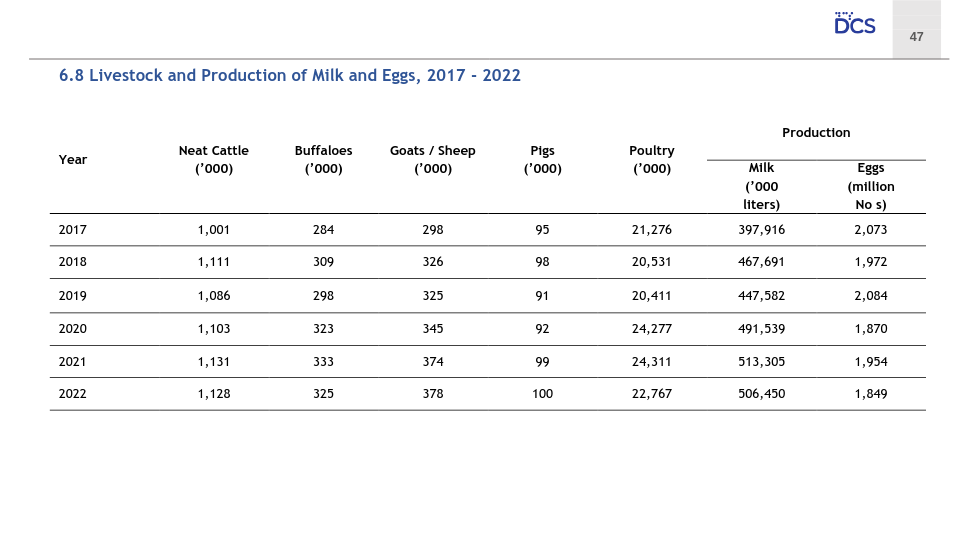 DCS
47
6.8 Livestock and Production of Milk and Eggs, 2017 - 2022
Year
Neat Cattle
(’000)
Buffaloes
(’000)
Goats / Sheep
(’000)
Pigs
(’000)
Poultry
(’000)
Production
Milk
(’000
liters)
Eggs
(million
No s)
2017 1,001 284 298 95 21,276 397,916 2,073
2018 1,111 309 326 98 20,531 467,691 1,972
2019 1,086 298 325 91 20,411 447,582 2,084
2020 1,103 323 345 92 24,277 491,539 1,870
2021 1,131 333 374 99 24,311 513,305 1,954
2022 1,128 325 378 100 22,767 506,450 1,849